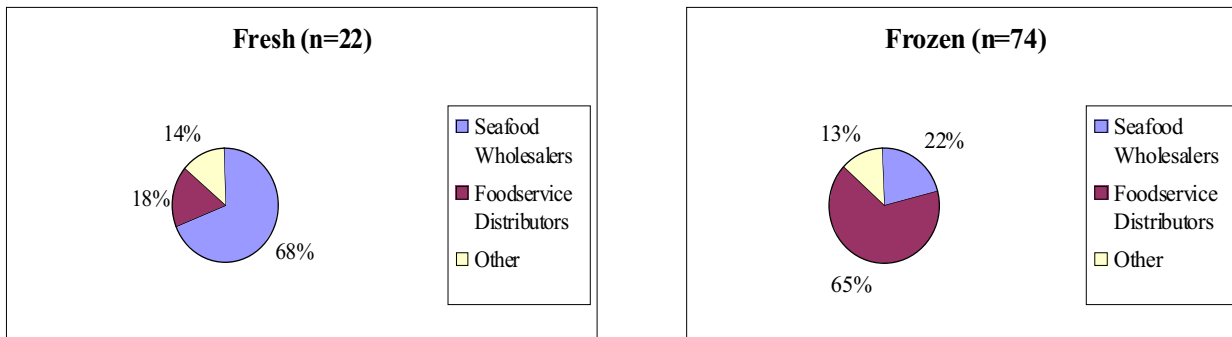 Fresh (n=22)
14%
18%
68%
Seafood
Wholesalers
Foodservice
Distributors
Other
Frozen (n=74)
13%
22%
65%
Seafood
Wholesalers
Foodservice
Distributors
Other